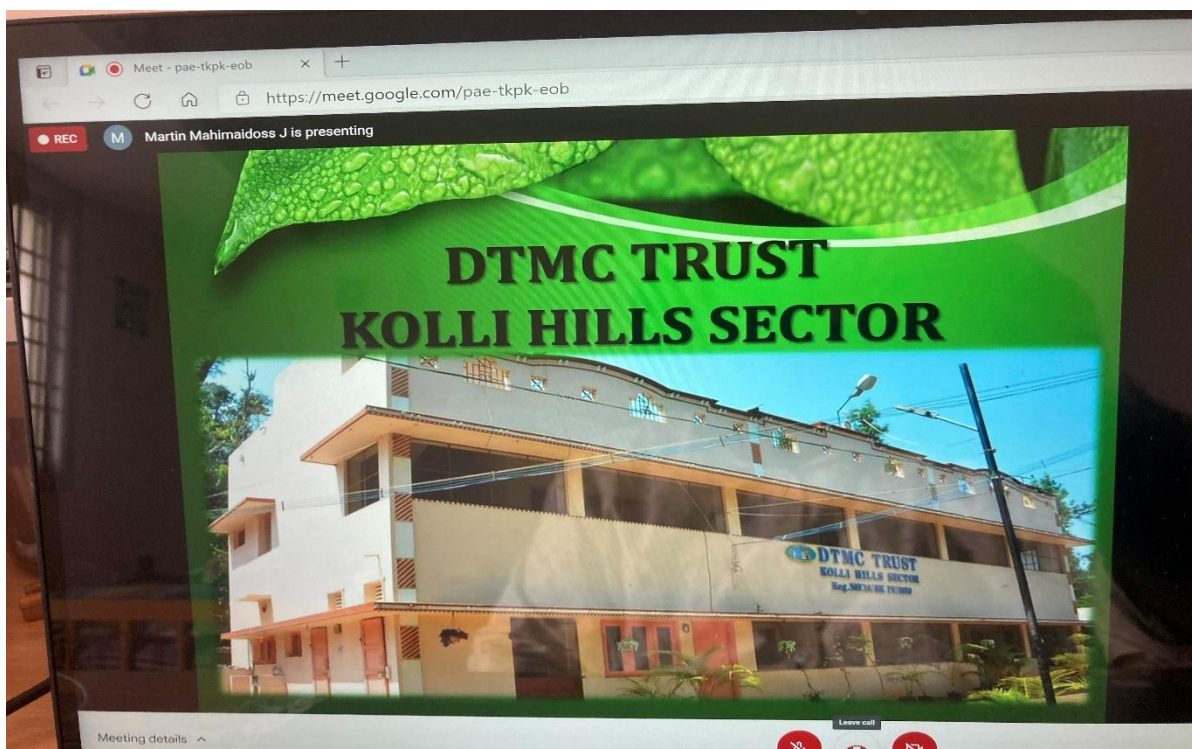 Meet - pae-tkpk-eob
https://meet.google.com/pae-tkpk-eob
REC
M
Martin Mahimaidoss J is presenting
DTMC TRUST
KOLLI HILLS SECTOR
DTMC TRUST
KOLLI HILLS SECTOR
Leave call
Meeting details